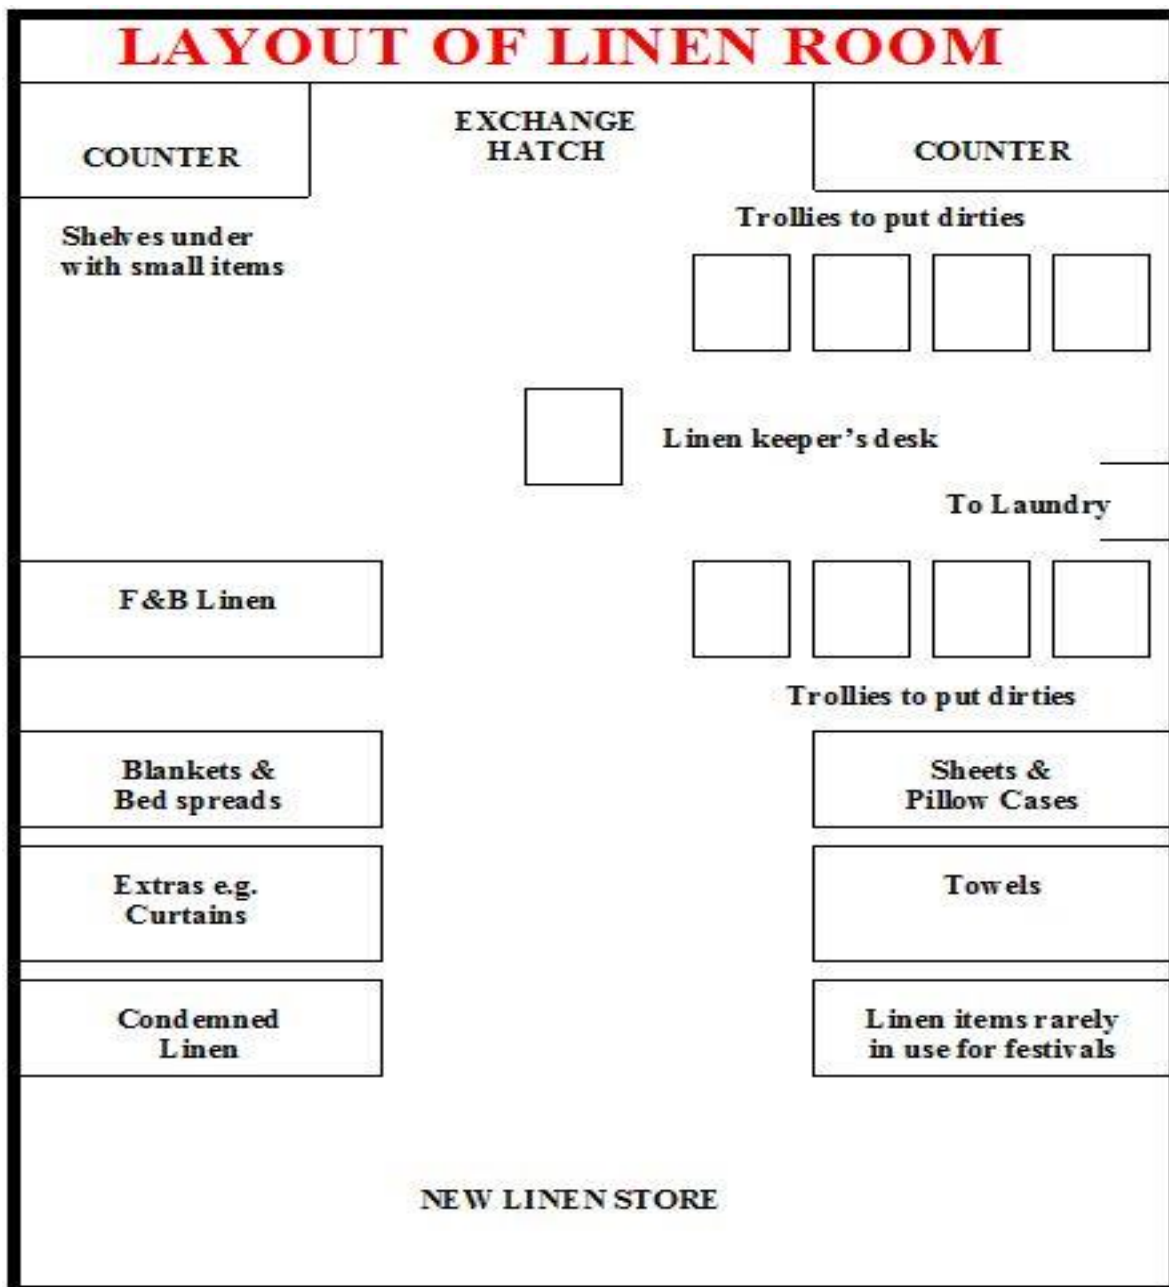 LAYOUT OF LINEN ROOM
COUNTER
EXCHANGE
HATCH
COUNTER
Shelves under
with small items
Trollies to put dirties
Linen keeper's desk
To Laundry
F&B Linen
Trollies to put dirties
Blankets &
Bed spreads
Sheets &
Pillow Cases
Extras e.g.
Curtains
Towels
Condemned
Linen
Linen items rarely
in use for festivals
NEW LINEN STORE